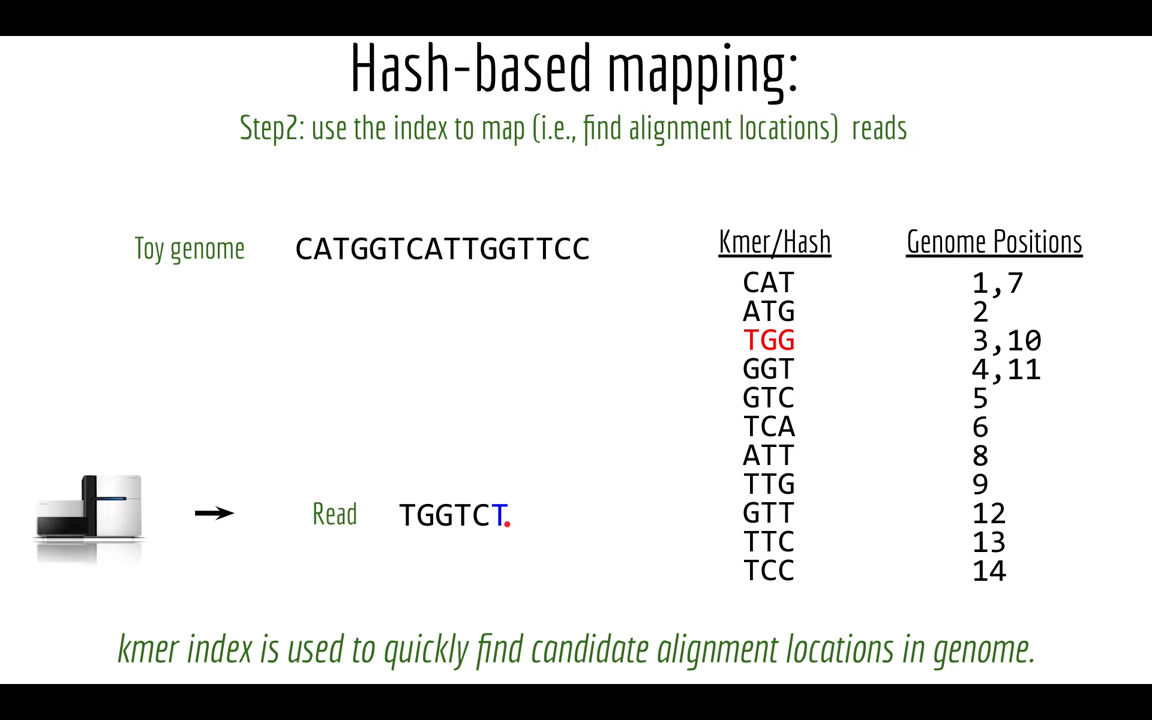 Hash-based mapping:
Step2: use the index to map (i.e., find alignment locations) reads
Toy genome CATGGTCATTGGTTCC
Kmer/Hash Genome Positions
CAT 1,7
ATG 2
TGG 3,10
GGT 4,11
GTC 5
TCA 6
ATT 8
TTG 9
GTT 12
TTC 13
TCC 14
Read TGGTCT
kmer index is used to quickly find candidate alignment locations in genome.